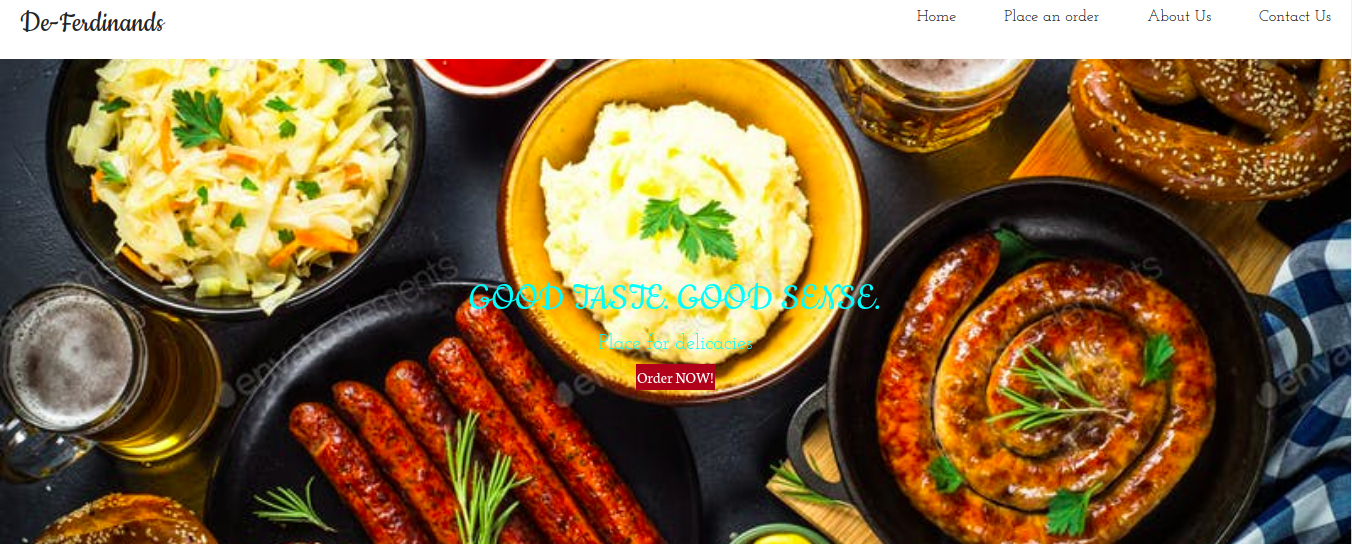 De-Ferdinands
Home Place an order About Us Contact Us
GOOD TASTE. GOOD SENSE.
Place for delicacies
Order NOW!
envato elements